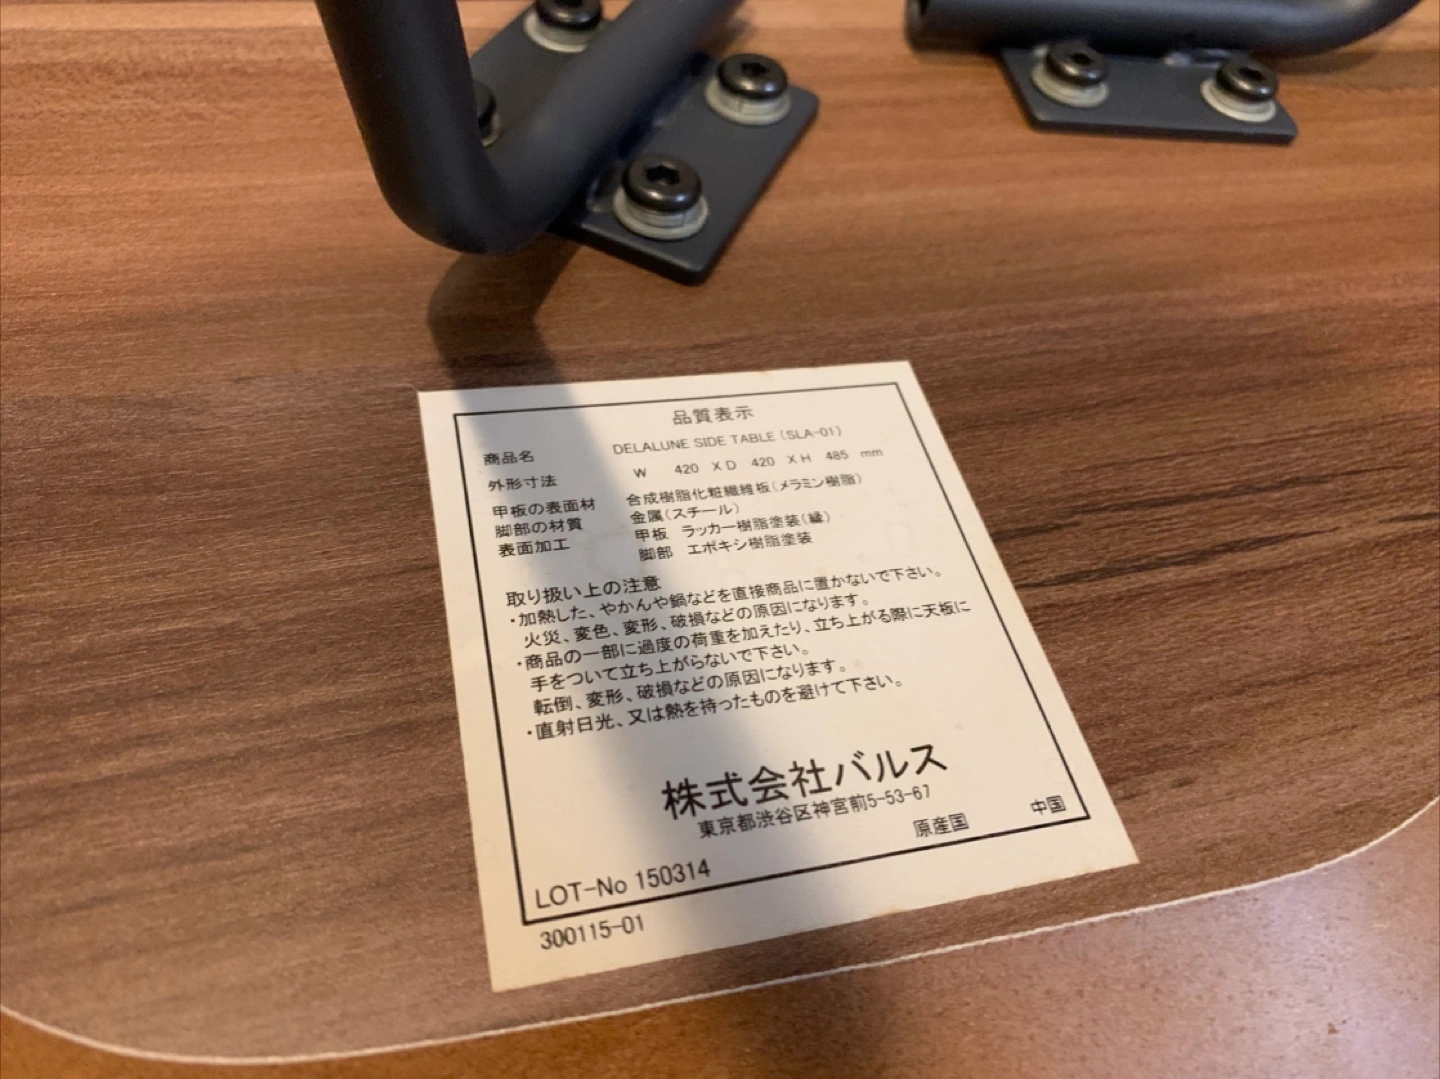 品質表示
商品名 DELALUNE SIDE TABLE (SLA-01)
外形寸法 W 420 X D 420 X H 485 mm
甲板の表面材 合成樹脂化粧繊維板(メラミン樹脂)
脚部の材質 金属(スチール)
表面加工 甲板 ラッカー樹脂塗装(縁)
脚部 エポキシ樹脂塗装
取り扱い上の注意
・加熱した、やかんや鍋などを直接商品に置かないで下さい。
火災、変色、変形、破損などの原因になります。
・商品の一部に過度の荷重を加えたり、立ち上がる際に天板に
手をついて立ち上がらないで下さい。
転倒、変形、破損などの原因になります。
・直射日光、又は熱を持ったものを避けて下さい。
株式会社バルス
東京都渋谷区神宮前5-53-67
原産国 中国
LOT-No 150314
300115-01